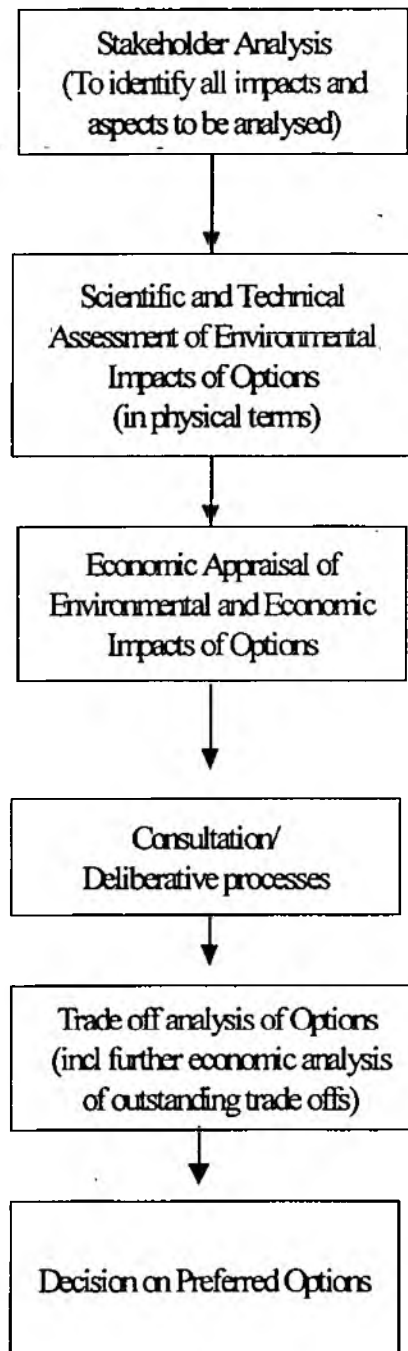 Stakeholder Analysis
(To identify all impacts and
aspects to be analysed)
Scientific and Technical
Assessment of Environmental
Impacts of Options
(in physical terms)
Economic Appraisal of
Environmental and Economic
Impacts of Options
Consultation/
Deliberative processes
Trade off analysis of Options
(incl further economic analysis
of outstanding trade offs)
Decision on Preferred Options